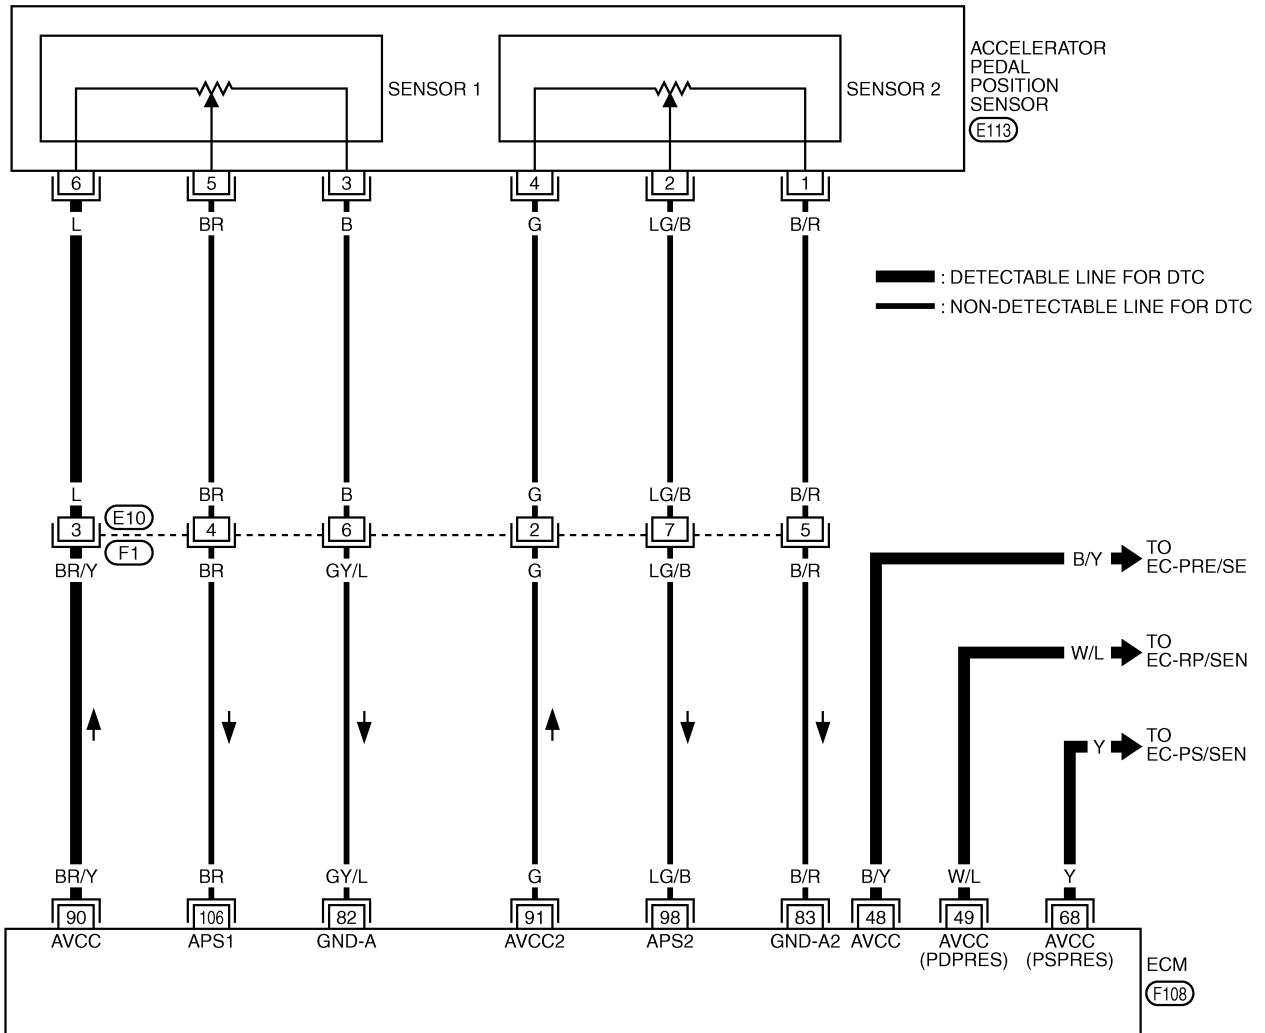 ACCELERATOR
PEDAL
POSITION
SENSOR
E113
SENSOR 1
SENSOR 2
6 5 3 4 2 1
L BR B G LG/B B/R
: DETECTABLE LINE FOR DTC
: NON-DETECTABLE LINE FOR DTC
L BR B G LG/B B/R
E10
3 4 6 2 7 5
F1
BR/Y BR GY/L G LG/B B/R
B/Y
TO
EC-PRE/SE
W/L
TO
EC-RP/SEN
Y
TO
EC-PS/SEN
BR/Y BR GY/L G LG/B B/R B/Y W/L Y
90 106 82 91 98 83 48 49 68
AVCC APS1 GND-A AVCC2 APS2 GND-A2 AVCC AVCC AVCC
(PDPRES) (PSPRES)
ECM
F108